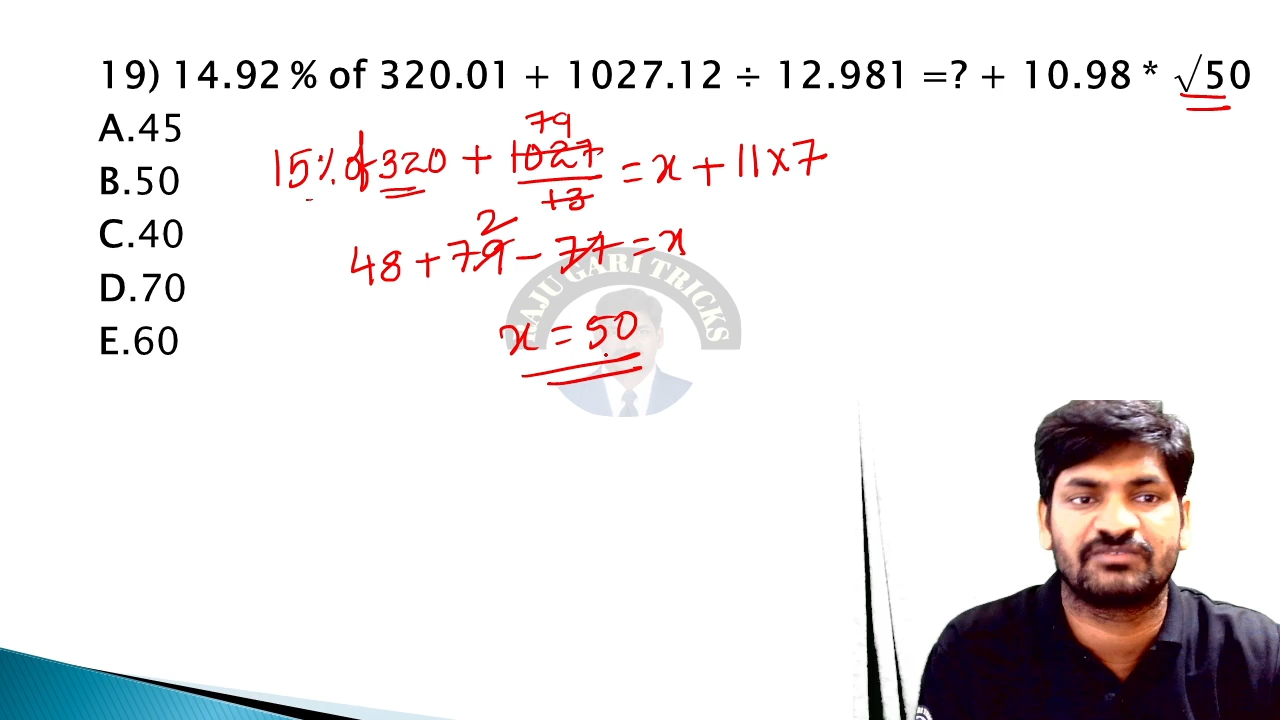 19) 14.92 % of 320.01 + 1027.12 ÷ 12.981 =? + 10.98 * √50
A.45
B.50
C.40
D.70
E.60
79
15% of 320 + 1027/13 = x + 11x7
2
48 + 79 - 77 = x
x = 50
RAJU GARI TRICKS